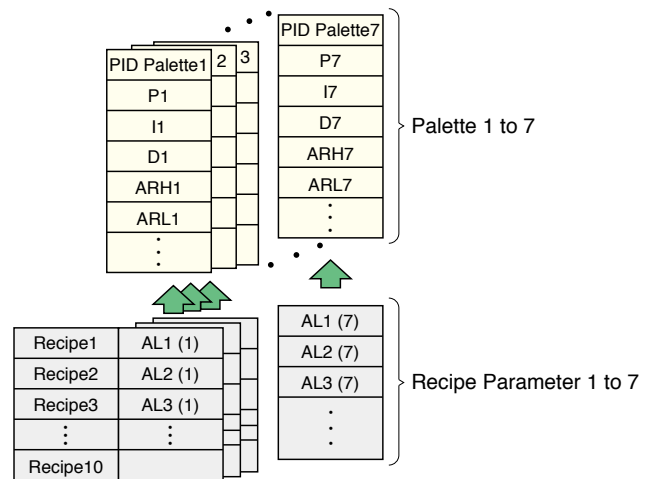 PID Palette1
2
3
P1
I1
D1
ARH1
ARL1
PID Palette7
P7
I7
D7
ARH7
ARL7
Palette 1 to 7
Recipe1 AL1 (1)
Recipe2 AL2 (1)
Recipe3 AL3 (1)
Recipe10
AL1 (7)
AL2 (7)
AL3 (7)
Recipe Parameter 1 to 7